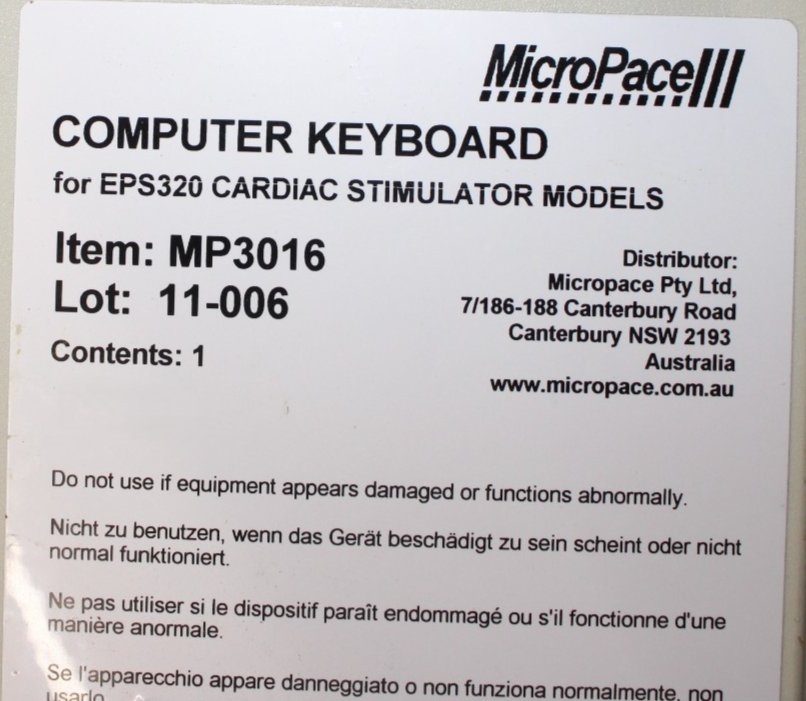 MicroPace
COMPUTER KEYBOARD
for EPS320 CARDIAC STIMULATOR MODELS
Item: MP3016
Lot: 11-006
Contents: 1
Distributor:
Micropace Pty Ltd,
7/186-188 Canterbury Road
Canterbury NSW 2193
Australia
www.micropace.com.au
Do not use if equipment appears damaged or functions abnormally.
Nicht zu benutzen, wenn das Gerät beschädigt zu sein scheint oder nicht
normal funktioniert.
Ne pas utiliser si le dispositif paraît endommagé ou s'il fonctionne d'une
manière anormale.
Se l'apparecchio appare danneggiato o non funziona normalmente, non
usarlo